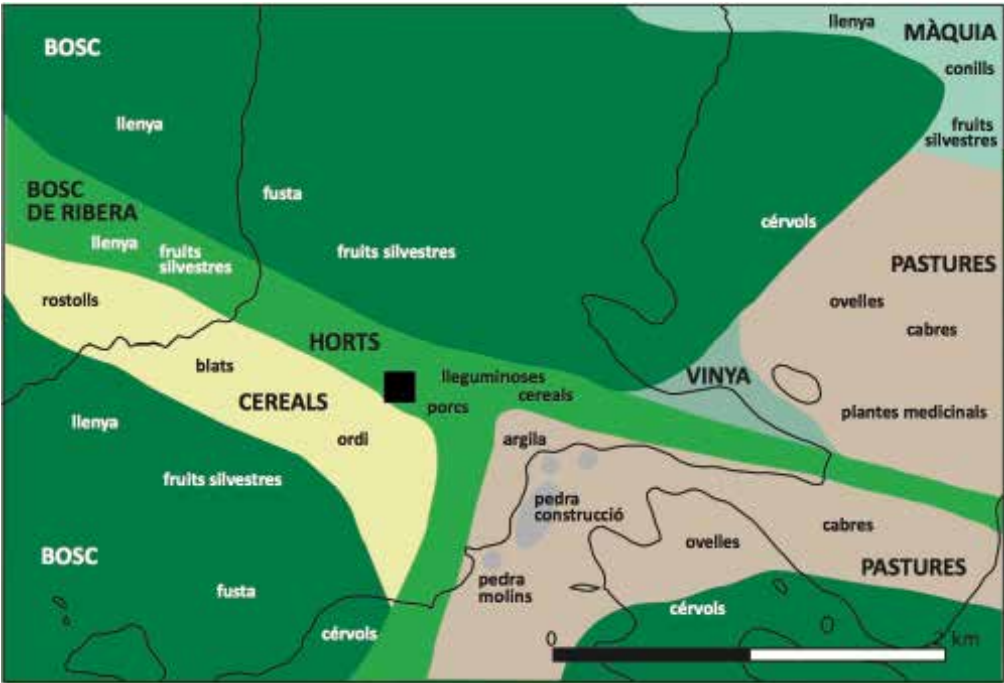 BOSC
llenya
MÀQUIA
conills
fruits
silvestres
llenya
BOSC
DE RIBERA
llenya
fruits
silvestres
fusta
fruits silvestres
cérvols
PASTURES
ovelles
cabres
plantes medicinals
rostolls
blats
CEREALS
ordi
HORTS
lleguminoses
cereals
porcs
VINYA
argila
pedra
construcció
pedra
molins
ovelles
cabres
PASTURES
cérvols
llenya
fruits silvestres
BOSC
fusta
cérvols
0
2 km